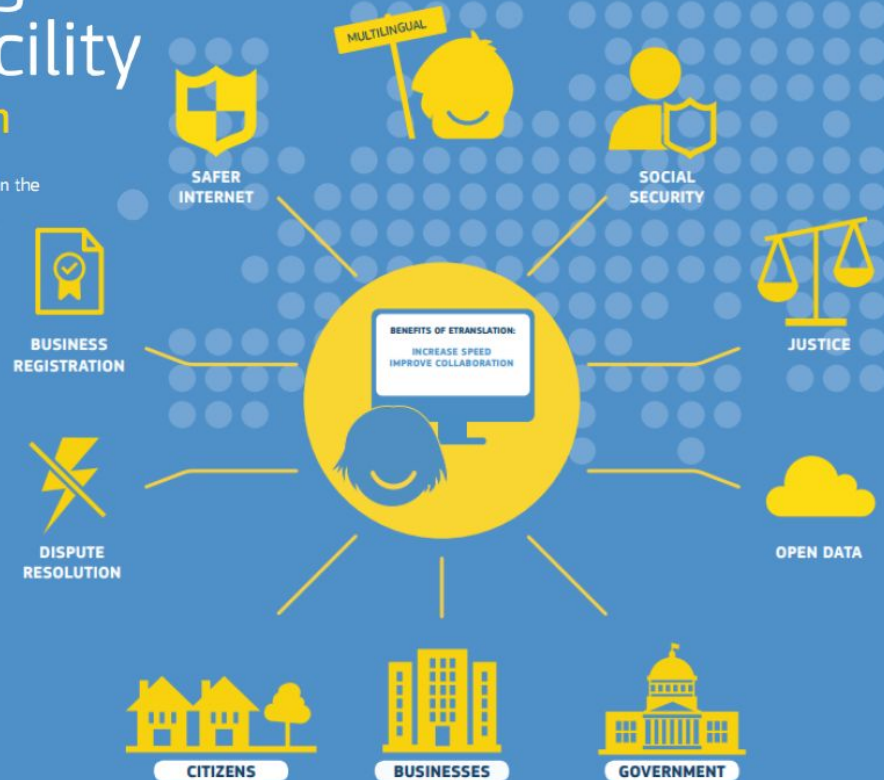 cility
n the
MULTILINGUAL
SAFER
INTERNET
SOCIAL
SECURITY
BUSINESS
REGISTRATION
BENEFITS OF ETRANSLATION:
INCREASE SPEED
IMPROVE COLLABORATION
JUSTICE
DISPUTE
RESOLUTION
OPEN DATA
CITIZENS
BUSINESSES
GOVERNMENT